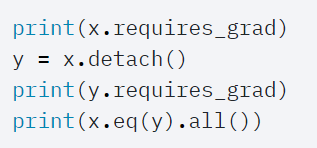 print(x.requires_grad)
y = x.detach()
print(y.requires_grad)
print(x.eq(y).all())